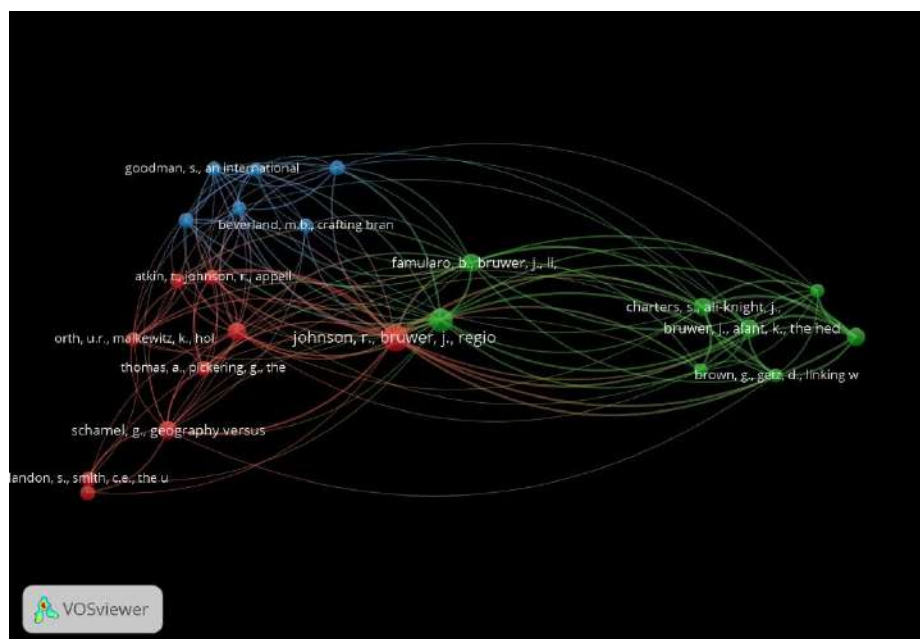 goodman, s., an international
beverland, m.b., crafting bran
famularo, b., bruwer, j., li,
atkin, t., johnson, r., appell
charters, s., ali-knight, j.,
bruwer, j., alant, k., the hed
orth, u.r., malkewitz, k., hol
johnson, r., bruwer, j., regio
thomas, a., pickering, g., the
brown, g., getz, d., linking w
schamel, g., geography versus
landon, s., smith, c.e., the u
VOSviewer